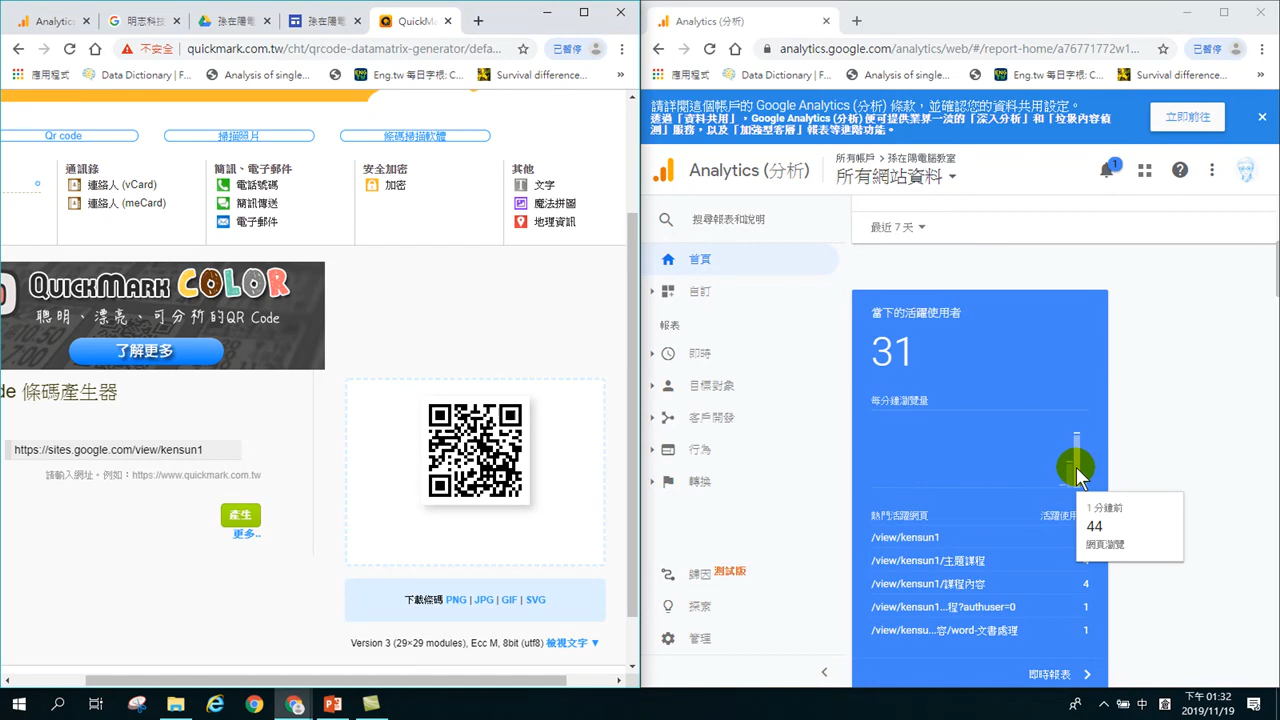 Analytics
明志科技
孫在陽電
孫在陽電
QuickMa
不安全
quickmark.com.tw/cht/qrcode-datamatrix-generator/defa...
已暫停
應用程式
Data Dictionary | F...
Analysis of single...
Eng.tw 每日字根: C...
Survival difference...
»
Qr code
掃描照片
條碼掃描軟體
通訊錄
連絡人 (vCard)
連絡人 (meCard)
簡訊、電子郵件
電話號碼
簡訊傳送
電子郵件
安全加密
加密
其他
文字
魔法拼圖
地理資訊
QUICKMARK COLOR
聰明、漂亮、可分析的QR Code
了解更多
de 條碼產生器
https://sites.google.com/view/kensun1
請輸入網址。例如：https://www.quickmark.com.tw
產生
更多..
下載條碼 PNG | JPG | GIF | SVG
Version 3 (29×29 modules), Ecc M, 8bit (utf8) 檢視文字 ▼
Analytics (分析)
analytics.google.com/analytics/web/#/report-home/a76771772w1...
已暫停
應用程式
Data Dictionary | F...
Analysis of single...
Eng.tw 每日字根: C...
Survival difference...
»
請詳閱這個帳戶的 Google Analytics (分析) 條款，並確認您的資料共用設定。
透過「資料共用」，Google Analytics (分析) 便可提供業界一流的「深入分析」和「垃圾內容偵
測」服務，以及「加強型客層」報表等進階功能。
立即前往
Analytics (分析)
所有帳戶 > 孫在陽電腦教室
所有網站資料
1
搜尋報表和說明
首頁
自訂
報表
即時
目標對象
客戶開發
行為
轉換
歸因 測試版
探索
管理
最近 7 天
當下的活躍使用者
31
每分鐘瀏覽量
1 分鐘前
44
網頁瀏覽
熱門活躍網頁
活躍使用
/view/kensun1
/view/kensun1/主題課程
/view/kensun1/課程內容 4
/view/kensun1...程?authuser=0 1
/view/kensu...容/word-文書處理 1
即時報表
中
下午 01:32
2019/11/19